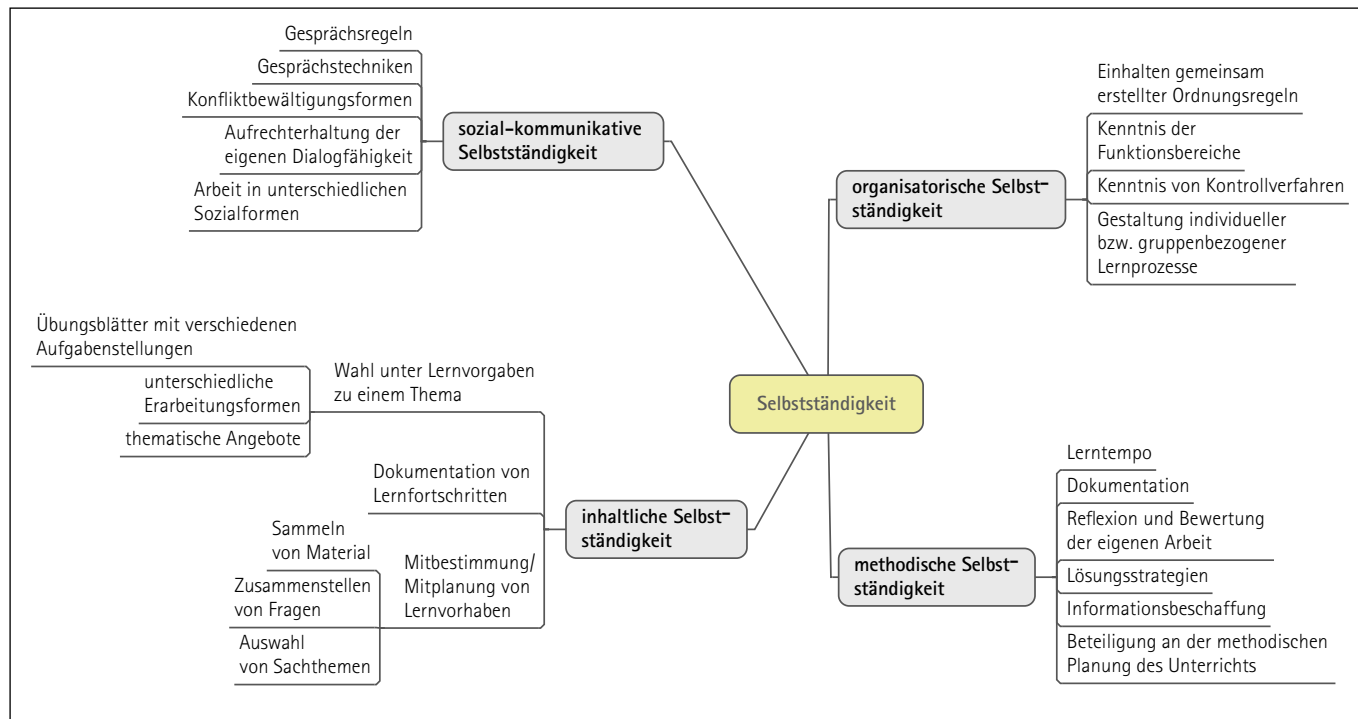 Gesprächsregeln
Gesprächstechniken
Konfliktbewältigungsformen
Aufrechterhaltung der
eigenen Dialogfähigkeit
Arbeit in unterschiedlichen
Sozialformen
sozial-kommunikative
Selbstständigkeit
Einhalten gemeinsam
erstellter Ordnungsregeln
Kenntnis der
Funktionsbereiche
Kenntnis von Kontrollverfahren
Gestaltung individueller
bzw. gruppenbezogener
Lernprozesse
organisatorische Selbst-
ständigkeit
Selbstständigkeit
Übungsblätter mit verschiedenen
Aufgabenstellungen
unterschiedliche
Erarbeitungsformen
thematische Angebote
Wahl unter Lernvorgaben
zu einem Thema
Dokumentation von
Lernfortschritten
Sammeln
von Material
Zusammenstellen
von Fragen
Auswahl
von Sachthemen
Mitbestimmung/
Mitplanung von
Lernvorhaben
inhaltliche Selbst-
ständigkeit
methodische Selbst-
ständigkeit
Lerntempo
Dokumentation
Reflexion und Bewertung
der eigenen Arbeit
Lösungsstrategien
Informationsbeschaffung
Beteiligung an der methodischen
Planung des Unterrichts